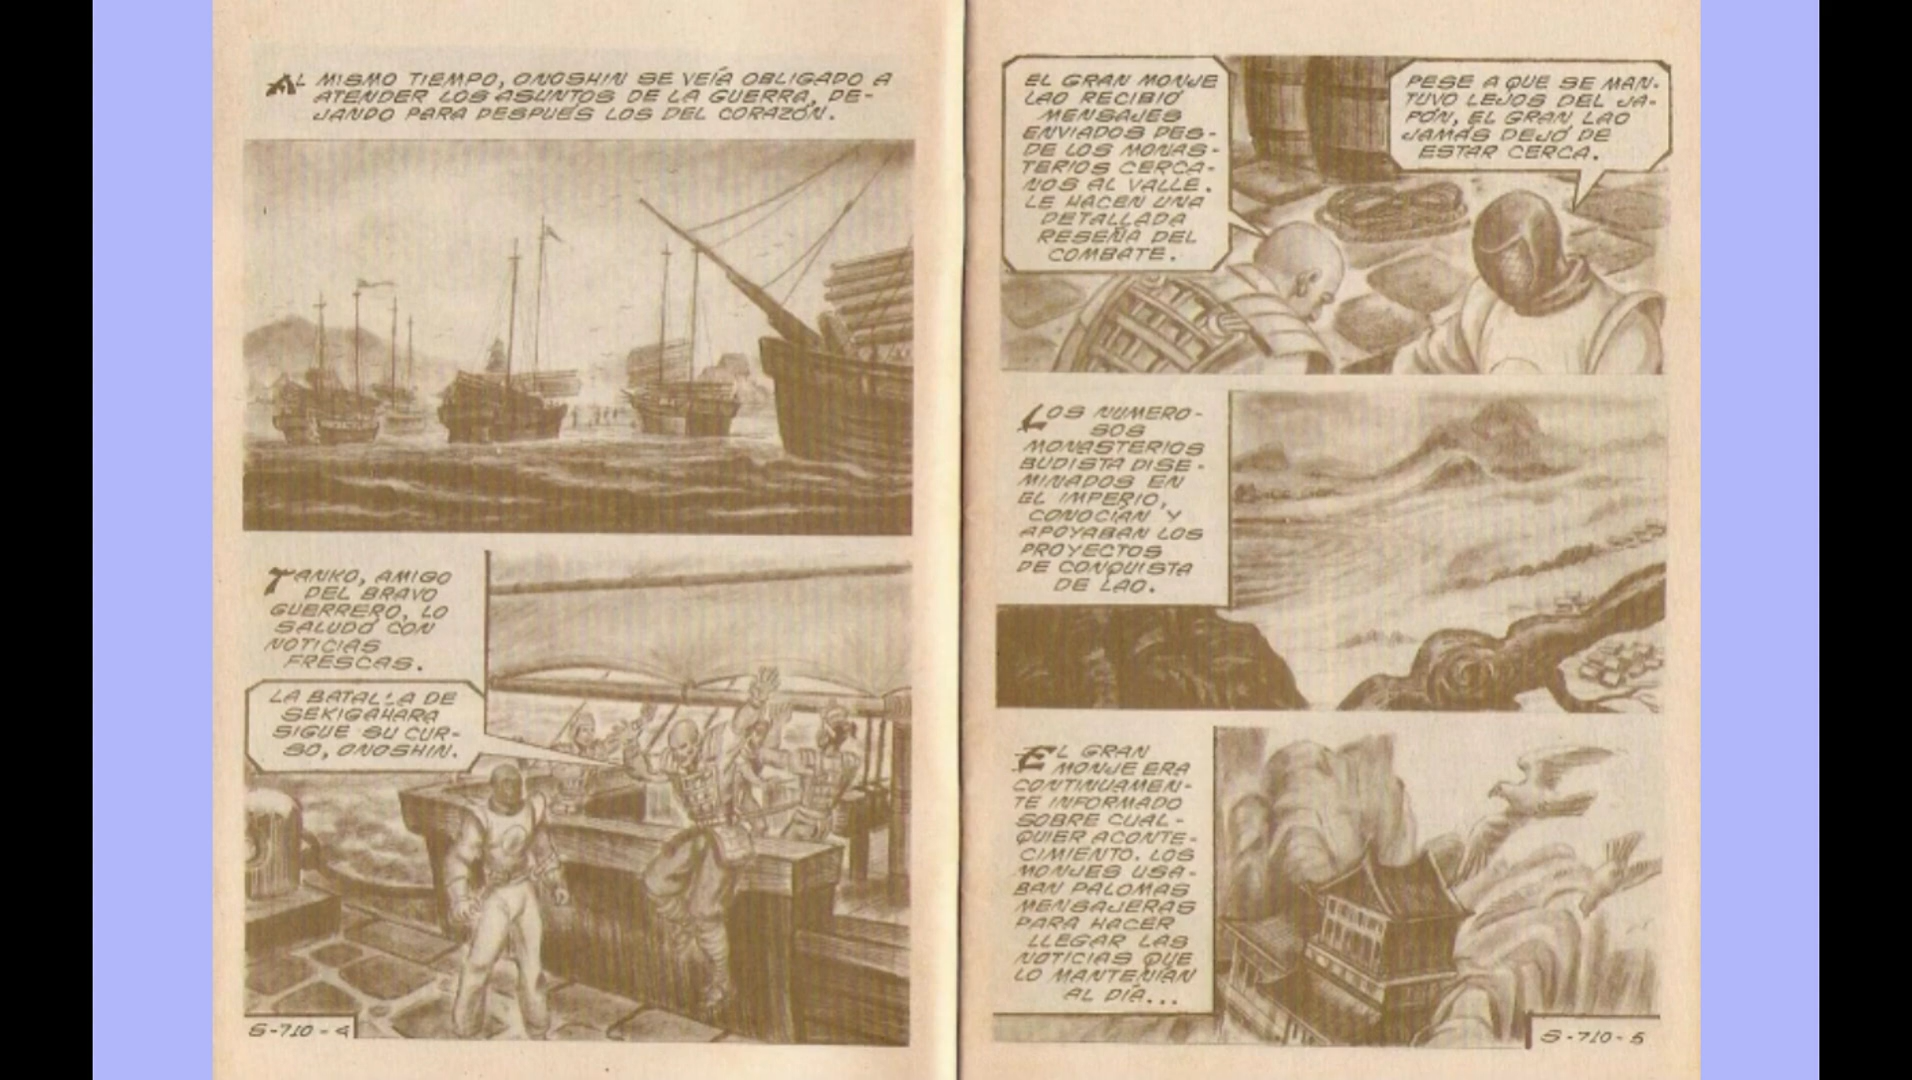 AL MISMO TIEMPO, ONOSHIN SE VEÍA OBLIGADO A
ATENDER LOS ASUNTOS DE LA GUERRA, DE-
JANDO PARA DESPUÉS LOS DEL CORAZÓN.
TANKO, AMIGO
DEL BRAVO
GUERRERO, LO
SALUDÓ CON
NOTICIAS
FRESCAS.
LA BATALLA DE
SEKIGAHARA
SIGUE SU CUR-
SO, ONOSHIN.
S-710-4
EL GRAN MONJE
LAO RECIBIÓ
MENSAJES
ENVIADOS DES-
DE LOS MONAS-
TERIOS CERCA-
NOS AL VALLE.
LE HACEN UNA
DETALLADA
RESEÑA DEL
COMBATE.
PESE A QUE SE MAN-
TUVO LEJOS DEL JA-
PÓN, EL GRAN LAO
JAMÁS DEJÓ DE
ESTAR CERCA.
LOS NUMERO-
SOS
MONASTERIOS
BUDISTA DISE-
MINADOS EN
EL IMPERIO,
CONOCÍAN Y
APOYABAN LOS
PROYECTOS
DE CONQUISTA
DE LAO.
EL GRAN
MONJE ERA
CONTINUAMEN-
TE INFORMADO
SOBRE CUAL-
QUIER ACONTE-
CIMIENTO. LOS
MONJES USA-
BAN PALOMAS
MENSAJERAS
PARA HACER
LLEGAR LAS
NOTICIAS QUE
LO MANTENÍAN
AL DÍA...
S-710-5